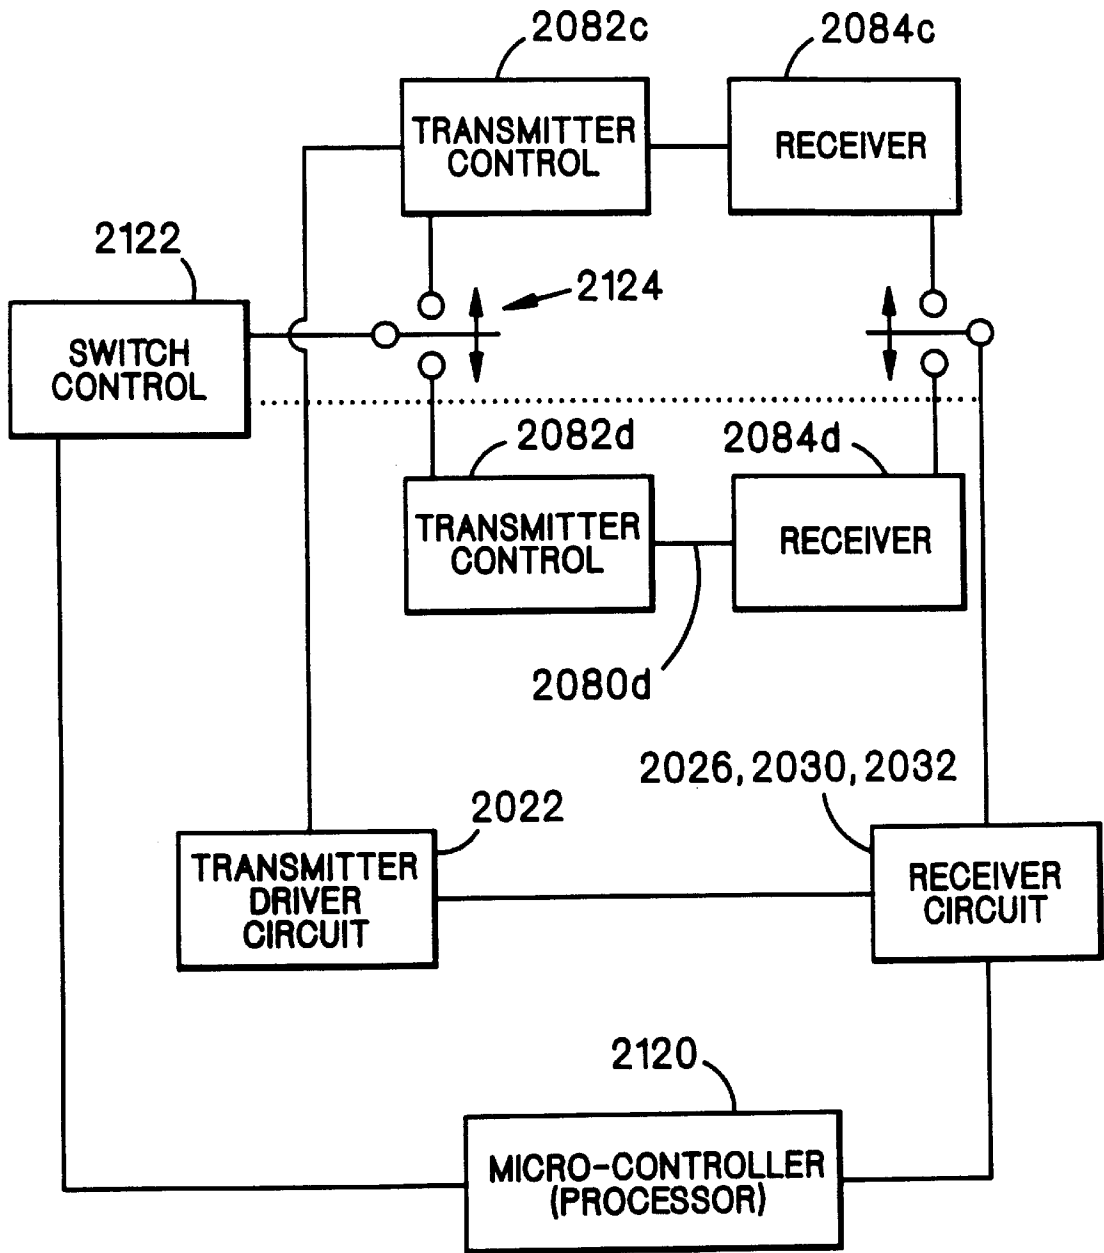 2082c
2084c
TRANSMITTER
CONTROL
RECEIVER
2122
2124
SWITCH
CONTROL
2082d
2084d
TRANSMITTER
CONTROL
RECEIVER
2080d
2026, 2030, 2032
2022
TRANSMITTER
DRIVER
CIRCUIT
RECEIVER
CIRCUIT
2120
MICRO-CONTROLLER
(PROCESSOR)